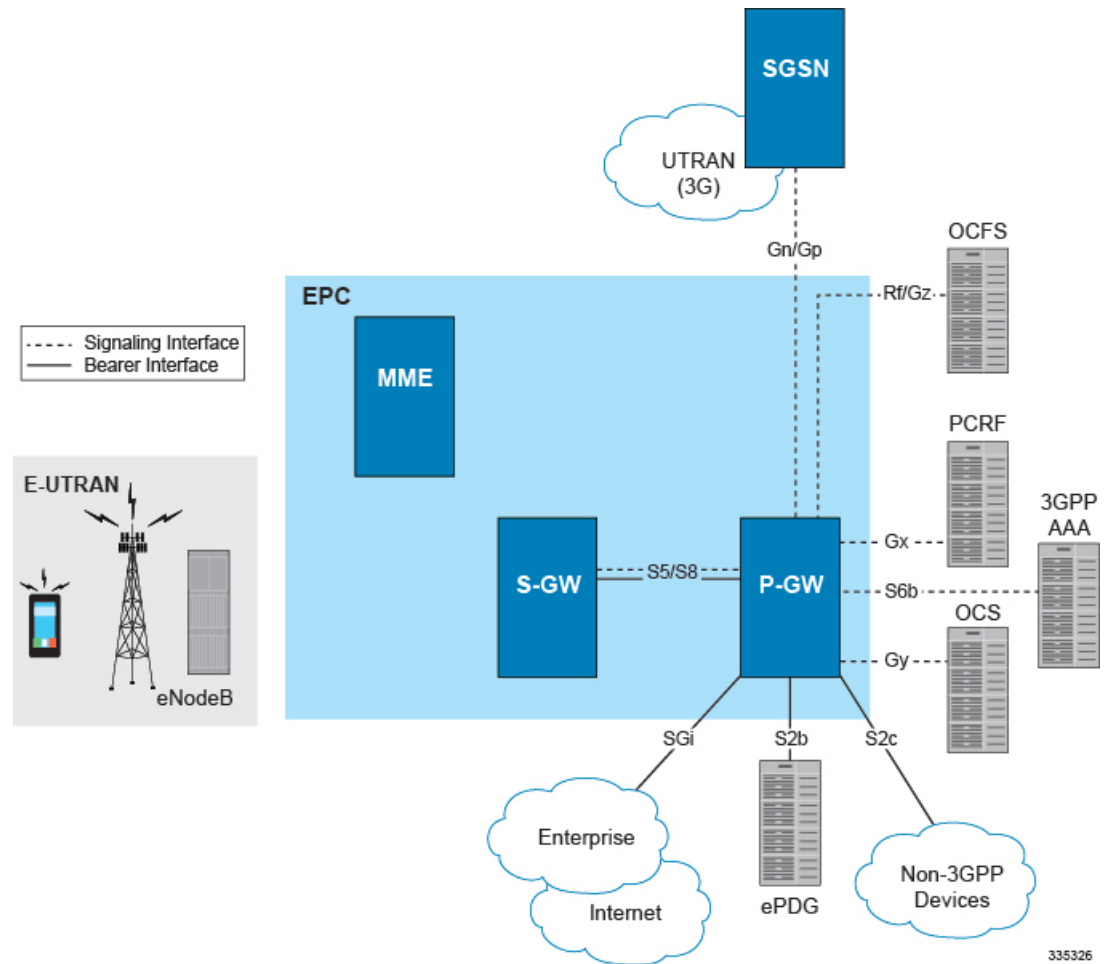 SGSN
UTRAN
(3G)
Gn/Gp
OCFS
Rf/Gz
EPC
Signaling Interface
Bearer Interface
MME
PCRF
E-UTRAN
3GPP
AAA
Gx
S-GW
S5/S8
P-GW
S6b
OCS
Gy
eNodeB
SGi
S2b
S2c
Enterprise
Internet
ePDG
Non-3GPP
Devices
335326